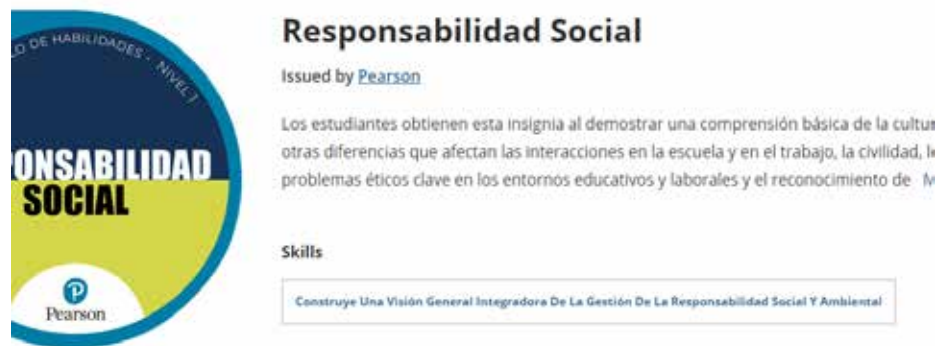 DE HABILIDADES - NIVEL 1
ONSABILIDAD
SOCIAL
Pearson
Responsabilidad Social
Issued by Pearson
Los estudiantes obtienen esta insignia al demostrar una comprensión básica de la cultur
otras diferencias que afectan las interacciones en la escuela y en el trabajo, la civilidad, l
problemas éticos clave en los entornos educativos y laborales y el reconocimiento de M
Skills
Construye Una Visión General Integradora De La Gestión De La Responsabilidad Social Y Ambiental